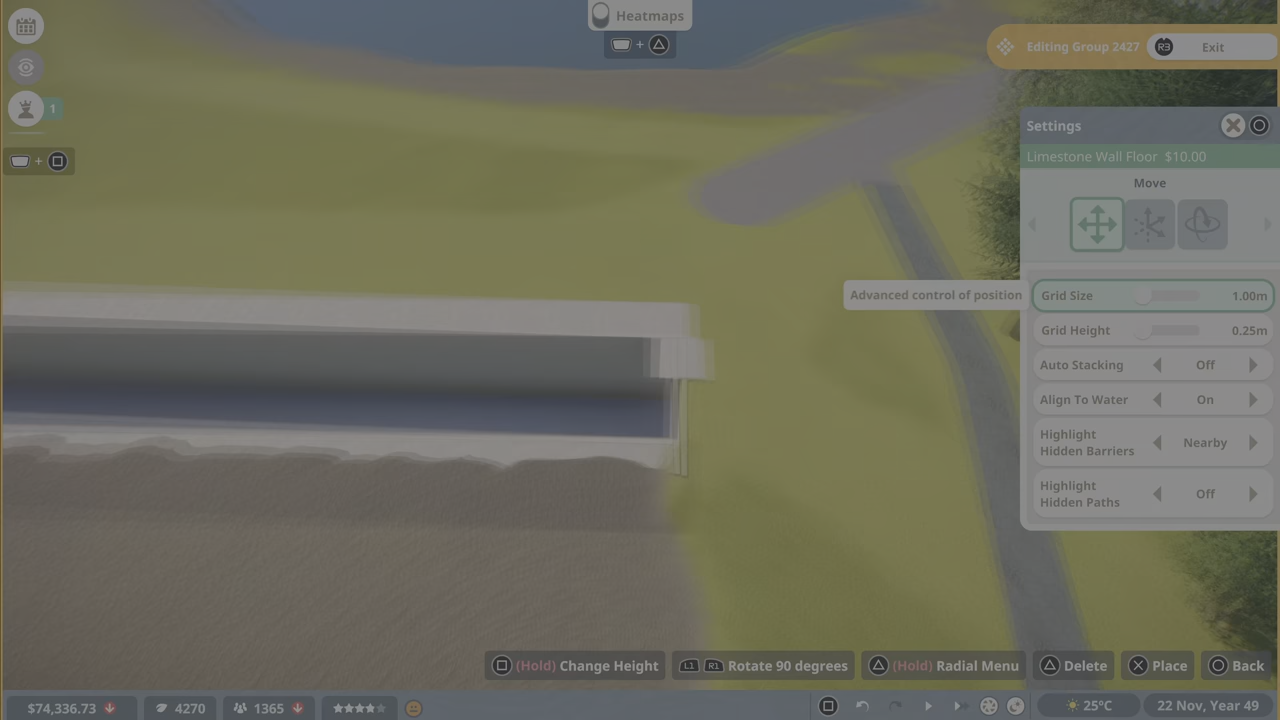 Heatmaps
+
Editing Group 2427
R3
Exit
1
+
Settings
Limestone Wall Floor $10.00
Move
Advanced control of position
Grid Size 1.00m
Grid Height 0.25m
Auto Stacking Off
Align To Water On
Highlight
Hidden Barriers
Nearby
Highlight
Hidden Paths
Off
(Hold) Change Height
L1 R1 Rotate 90 degrees
(Hold) Radial Menu
Delete
Place
Back
$74,336.73
4270
1365
25°C
22 Nov, Year 49